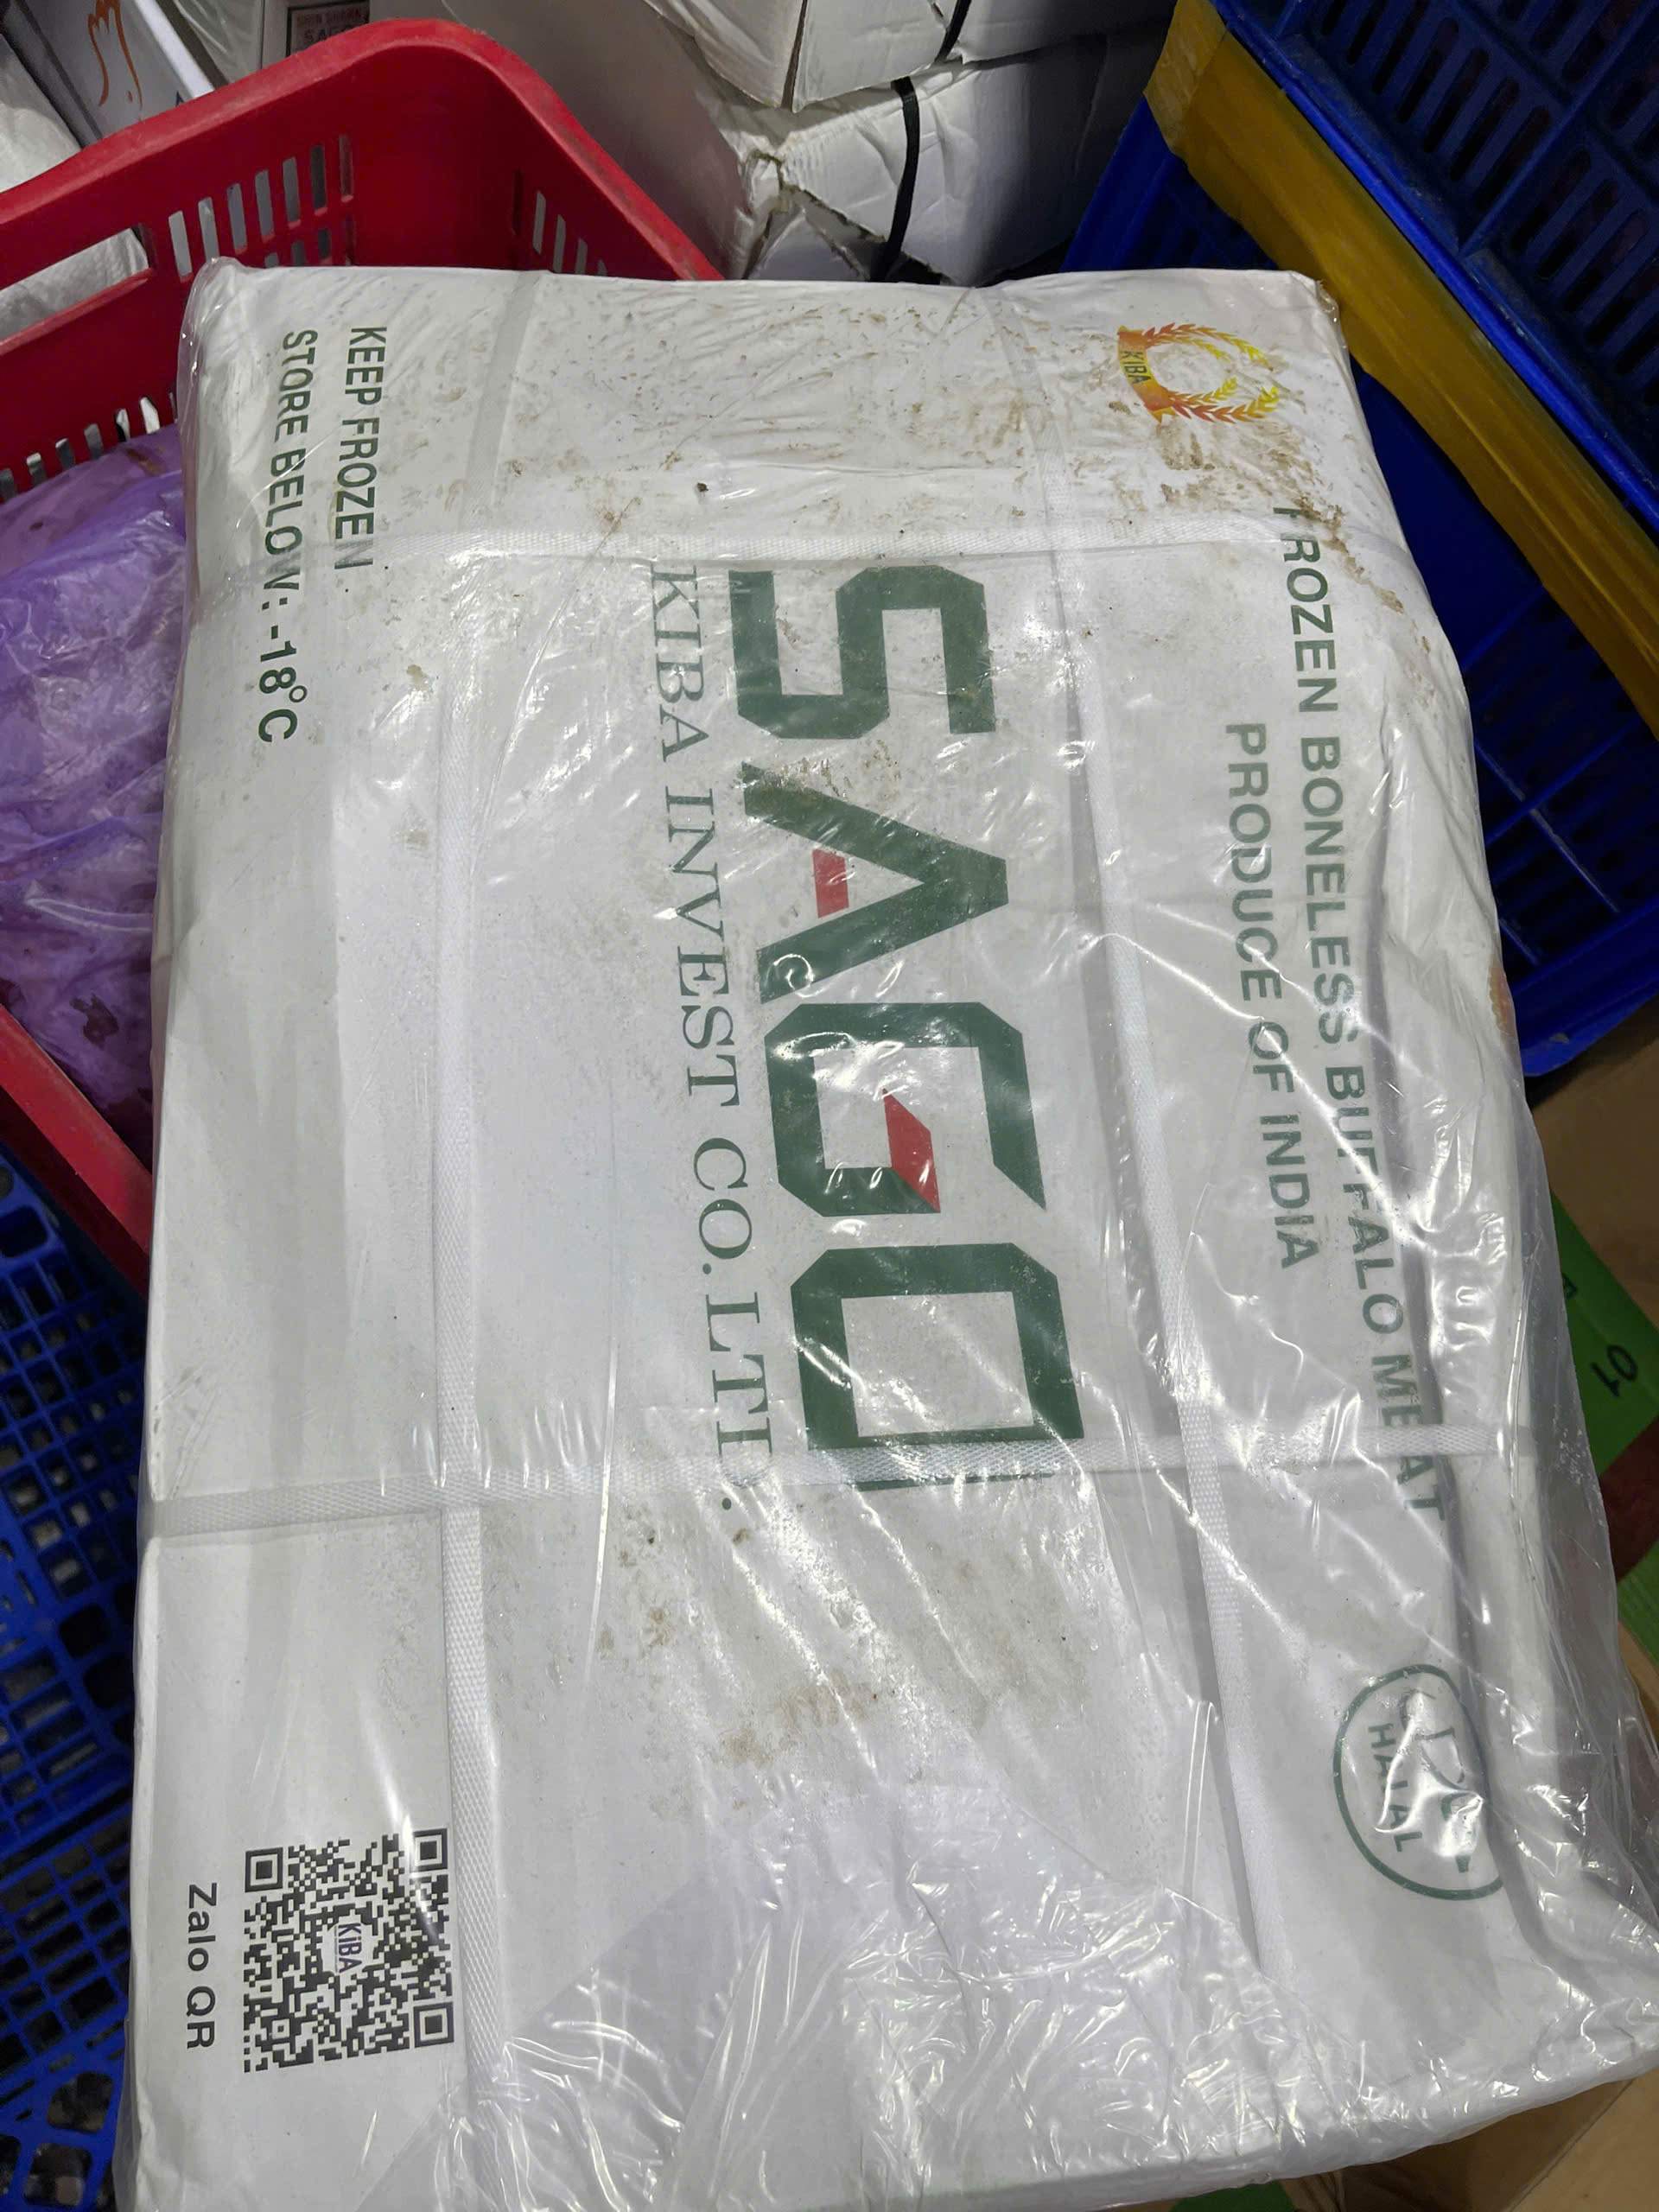 KIBA
FROZEN BONELESS BUFFALO MEAT
PRODUCE OF INDIA
HALAL
SAGO
KIBA INVEST CO.LTD.
KEEP FROZEN
STORE BELOW: -18°C
KIBA
Zalo QR
01